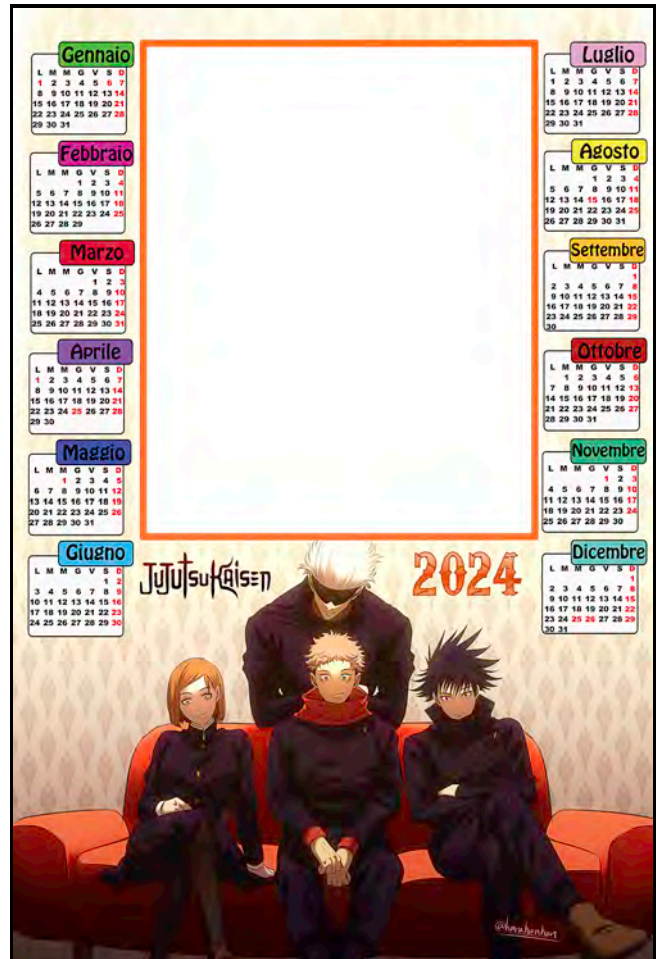 Gennaio
L M M G V S D
1 2 3 4 5 6 7
8 9 10 11 12 13 14
15 16 17 18 19 20 21
22 23 24 25 26 27 28
29 30 31
Febbraio
L M M G V S D
1 2 3 4
5 6 7 8 9 10 11
12 13 14 15 16 17 18
19 20 21 22 23 24 25
26 27 28 29
Marzo
L M M G V S D
1 2 3
4 5 6 7 8 9 10
11 12 13 14 15 16 17
18 19 20 21 22 23 24
25 26 27 28 29 30 31
Aprile
L M M G V S D
1 2 3 4 5 6 7
8 9 10 11 12 13 14
15 16 17 18 19 20 21
22 23 24 25 26 27 28
29 30
Maggio
L M M G V S D
1 2 3 4 5
6 7 8 9 10 11 12
13 14 15 16 17 18 19
20 21 22 23 24 25 26
27 28 29 30 31
Giugno
L M M G V S D
1 2
3 4 5 6 7 8 9
10 11 12 13 14 15 16
17 18 19 20 21 22 23
24 25 26 27 28 29 30
Luglio
L M M G V S D
1 2 3 4 5 6 7
8 9 10 11 12 13 14
15 16 17 18 19 20 21
22 23 24 25 26 27 28
29 30 31
Agosto
L M M G V S D
1 2 3 4
5 6 7 8 9 10 11
12 13 14 15 16 17 18
19 20 21 22 23 24 25
26 27 28 29 30 31
Settembre
L M M G V S D
1
2 3 4 5 6 7 8
9 10 11 12 13 14 15
16 17 18 19 20 21 22
23 24 25 26 27 28 29
30
Ottobre
L M M G V S D
1 2 3 4 5 6
7 8 9 10 11 12 13
14 15 16 17 18 19 20
21 22 23 24 25 26 27
28 29 30 31
Novembre
L M M G V S D
1 2 3
4 5 6 7 8 9 10
11 12 13 14 15 16 17
18 19 20 21 22 23 24
25 26 27 28 29 30
Dicembre
L M M G V S D
1
2 3 4 5 6 7 8
9 10 11 12 13 14 15
16 17 18 19 20 21 22
23 24 25 26 27 28 29
30 31
JuJutsu Kaisen
2024